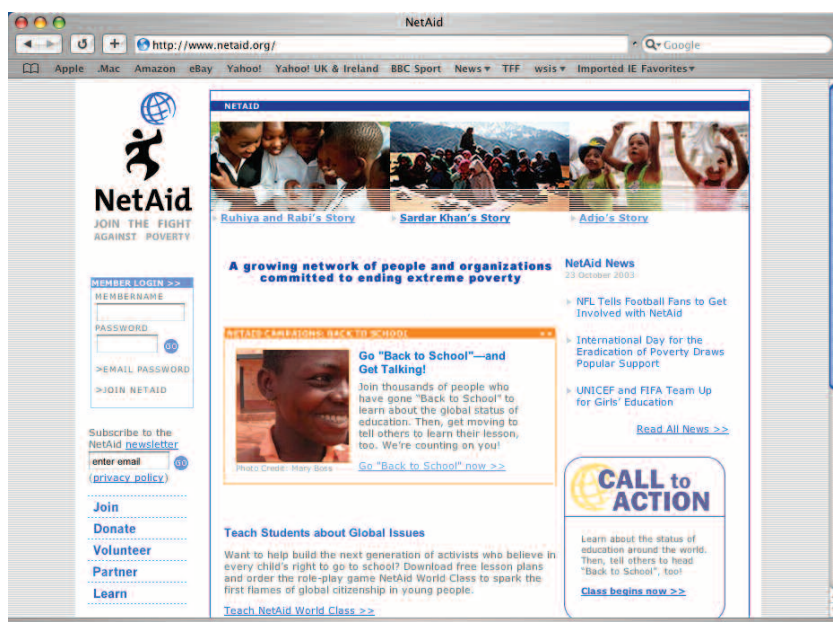 NetAid
http://www.netaid.org/
Google
Apple .Mac Amazon eBay Yahoo! Yahoo! UK & Ireland BBC Sport News TFF wsis Imported IE Favorites
NetAid
JOIN THE FIGHT
AGAINST POVERTY
NETAID
Ruhiya and Rabi's Story
Sardar Khan's Story
Adjo's Story
MEMBER LOGIN >>
MEMBERNAME
PASSWORD
GO
>EMAIL PASSWORD
>JOIN NETAID
Subscribe to the
NetAid newsletter
enter email
GO
(privacy policy)
Join
Donate
Volunteer
Partner
Learn
A growing network of people and organizations
committed to ending extreme poverty
NETAID CAMPAIGNS: BACK TO SCHOOL >>
Go "Back to School"—and
Get Talking!
Join thousands of people who
have gone "Back to School" to
learn about the global status of
education. Then, get moving to
tell others to learn their lesson,
too. We're counting on you!
Go "Back to School" now >>
Photo Credit: Mary Boss
Teach Students about Global Issues
Want to help build the next generation of activists who believe in
every child's right to go to school? Download free lesson plans
and order the role-play game NetAid World Class to spark the
first flames of global citizenship in young people.
Teach NetAid World Class >>
NetAid News
23 October 2003
NFL Tells Football Fans to Get
Involved with NetAid
International Day for the
Eradication of Poverty Draws
Popular Support
UNICEF and FIFA Team Up
for Girls' Education
Read All News >>
CALL to
ACTION
Learn about the status of
education around the world.
Then, tell others to head
"Back to School", too!
Class begins now >>